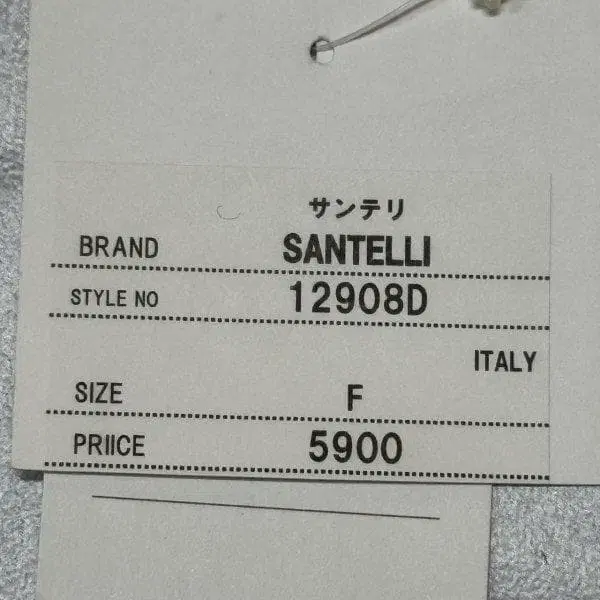 サンテリ
BRAND SANTELLI
STYLE NO 12908D
ITALY
SIZE F
PRIICE 5900